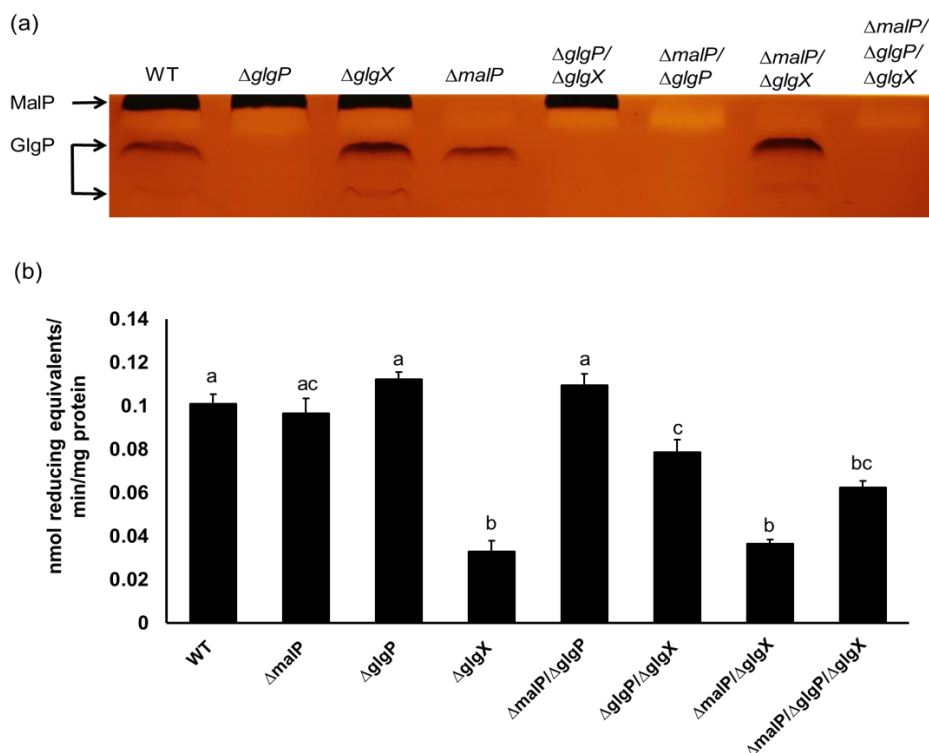 (a)
WT
ΔglgP
ΔglgX
ΔmalP
ΔglgP/
ΔglgX
ΔmalP/
ΔglgP
ΔmalP/
ΔglgX
ΔmalP/
ΔglgP/
ΔglgX
MalP
GlgP
(b)
nmol reducing equivalents/
min/mg protein
0.14
0.12
0.1
0.08
0.06
0.04
0.02
0
a
ac
a
b
a
c
b
bc
WT
ΔmalP
ΔglgP
ΔglgX
ΔmalP/ΔglgP
ΔglgP/ΔglgX
ΔmalP/ΔglgX
ΔmalP/ΔglgP/ΔglgX